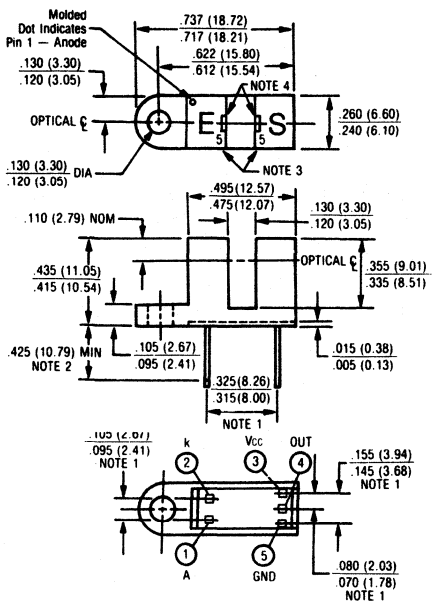 Molded
Dot Indicates
Pin 1 — Anode
.737 (18.72)
.717 (18.21)
.622 (15.80)
.612 (15.54)
.130 (3.30)
.120 (3.05)
NOTE 4
OPTICAL ℄
E S
5 5
.260 (6.60)
.240 (6.10)
.130 (3.30) DIA
.120 (3.05)
NOTE 3
.495 (12.57)
.475 (12.07)
.110 (2.79) NOM
.130 (3.30)
.120 (3.05)
OPTICAL ℄
.435 (11.05)
.415 (10.54)
.355 (9.01)
.335 (8.51)
.425 (10.79) MIN
NOTE 2
.105 (2.67)
.095 (2.41)
.015 (0.38)
.005 (0.13)
.325(8.26)
.315(8.00)
NOTE 1
.105 (2.67)
.095 (2.41)
NOTE 1
k
2
VCC
3
OUT
4
.155 (3.94)
.145 (3.68)
NOTE 1
1
A
5
GND
.080 (2.03)
.070 (1.78)
NOTE 1